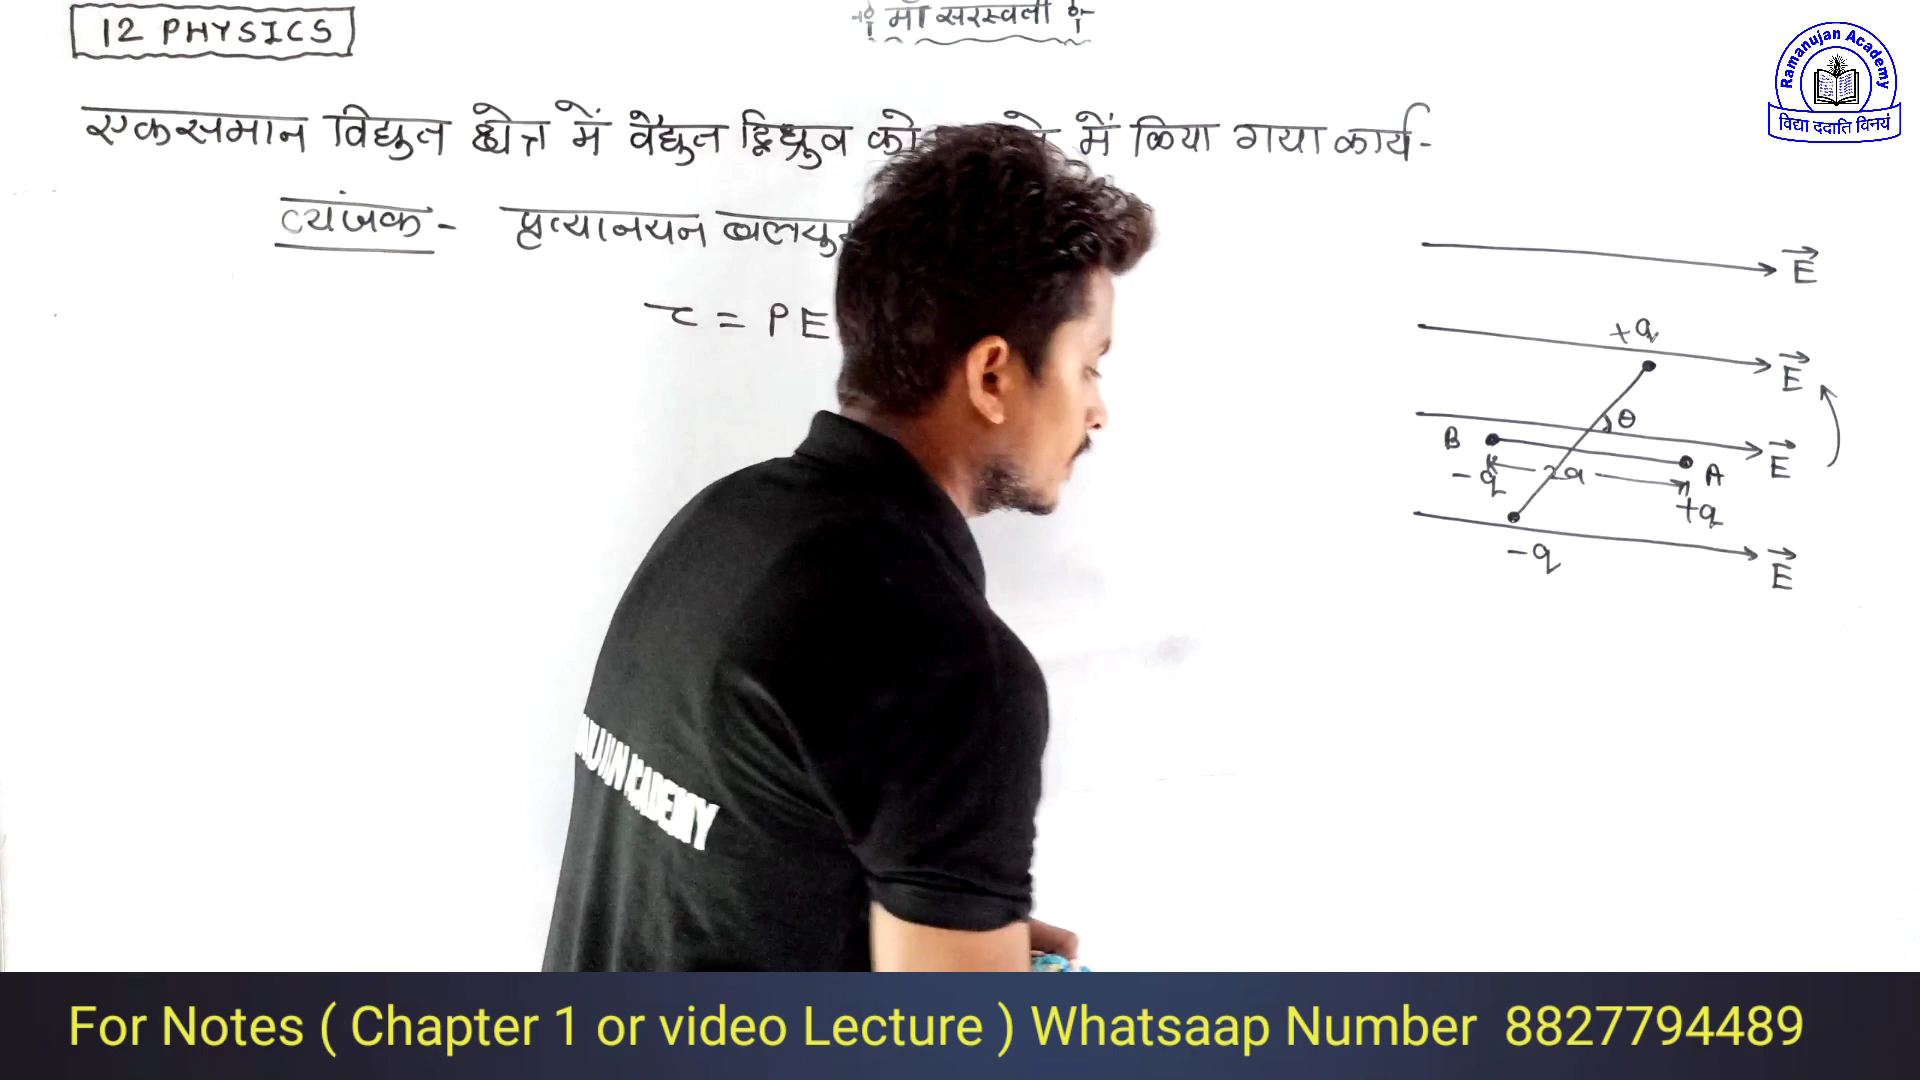 12 PHYSICS
माँ सरस्वती
Ramanujan Academy
विद्या ददाति विनयं
एकसमान विद्युत क्षेत्र में वैद्युत द्विध्रुव को में किया गया कार्य-
व्यंजक - प्रत्यानयन
τ = PE
E
+q
E
θ
B
E
-q
2a
A
+q
-q
E
ACADEMY
For Notes ( Chapter 1 or video Lecture ) Whatsaap Number 8827794489